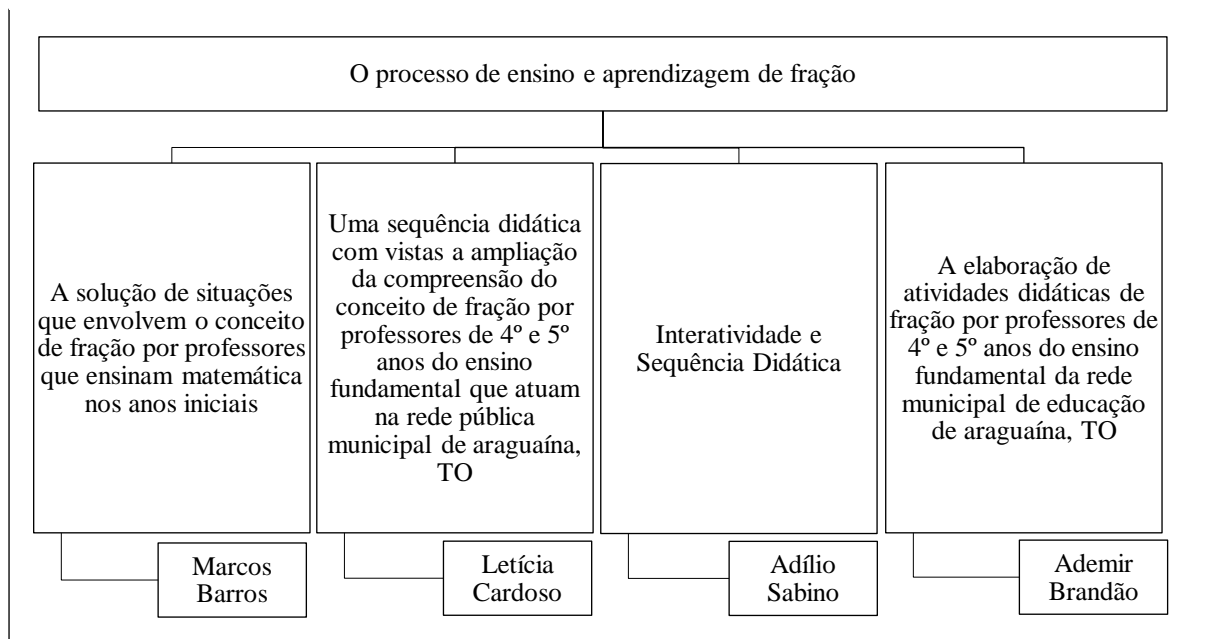 O processo de ensino e aprendizagem de fração
A solução de situações
que envolvem o conceito
de fração por professores
que ensinam matemática
nos anos iniciais
Marcos
Barros
Uma sequência didática
com vistas a ampliação
da compreensão do
conceito de fração por
professores de 4º e 5º
anos do ensino
fundamental que atuam
na rede pública
municipal de araguaína,
TO
Letícia
Cardoso
Interatividade e
Sequência Didática
Adílio
Sabino
A elaboração de
atividades didáticas de
fração por professores de
4º e 5º anos do ensino
fundamental da rede
municipal de educação
de araguaína, TO
Ademir
Brandão